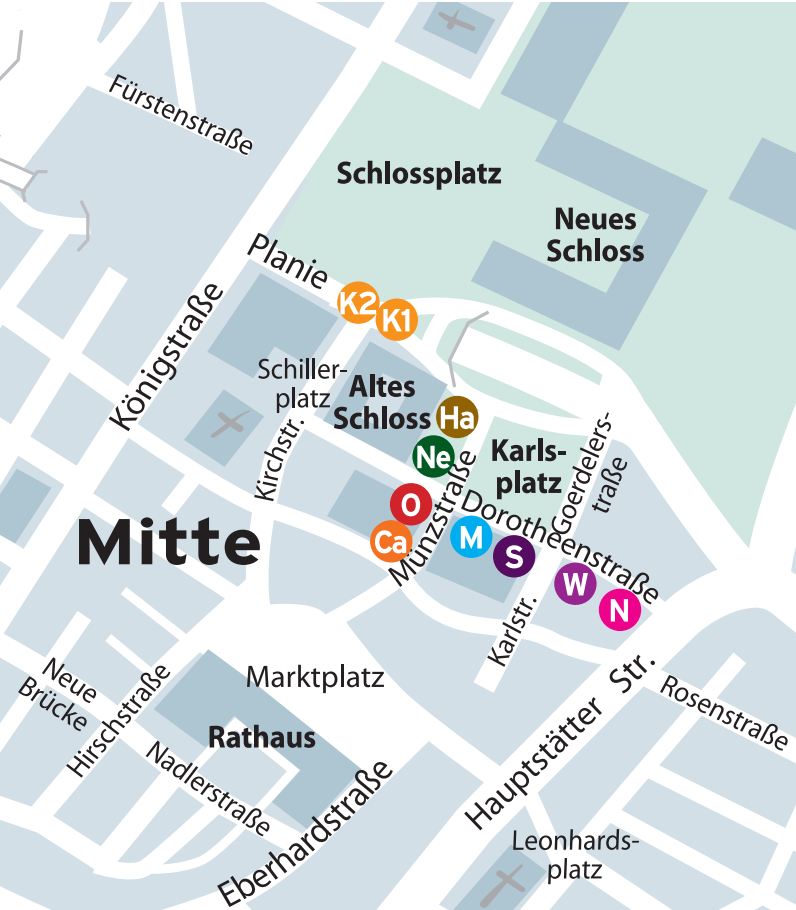 Fürstenstraße
Schlossplatz
Neues
Schloss
Planie
K2
K1
Königstraße
Schiller-
platz
Altes
Schloss
Ha
Karls-
platz
Goerdelers-
traße
Kirchstr.
Ne
Münzstraße
O
Ca
Dorotheenstraße
M
S
W
N
Mitte
Karlstr.
Marktplatz
Hauptstätter Str.
Rosenstraße
Neue
Brücke
Hirschstraße
Rathaus
Nadlerstraße
Eberhardstraße
Leonhards-
platz